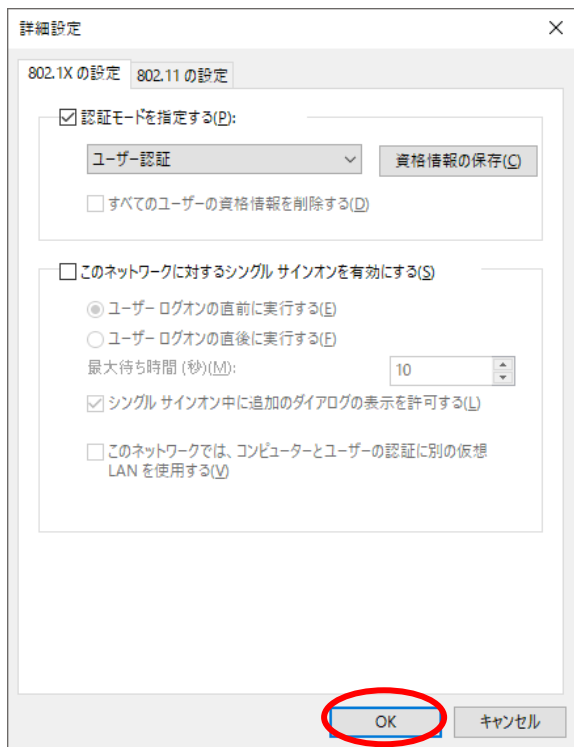 詳細設定
802.1X の設定 802.11 の設定
認証モードを指定する(P):
ユーザー認証 資格情報の保存(C)
すべてのユーザーの資格情報を削除する(D)
このネットワークに対するシングル サインオンを有効にする(S)
ユーザー ログオンの直前に実行する(E)
ユーザー ログオンの直後に実行する(F)
最大待ち時間 (秒)(M): 10
シングル サインオン中に追加のダイアログの表示を許可する(L)
このネットワークでは、コンピューターとユーザーの認証に別の仮想
LAN を使用する(V)
OK キャンセル